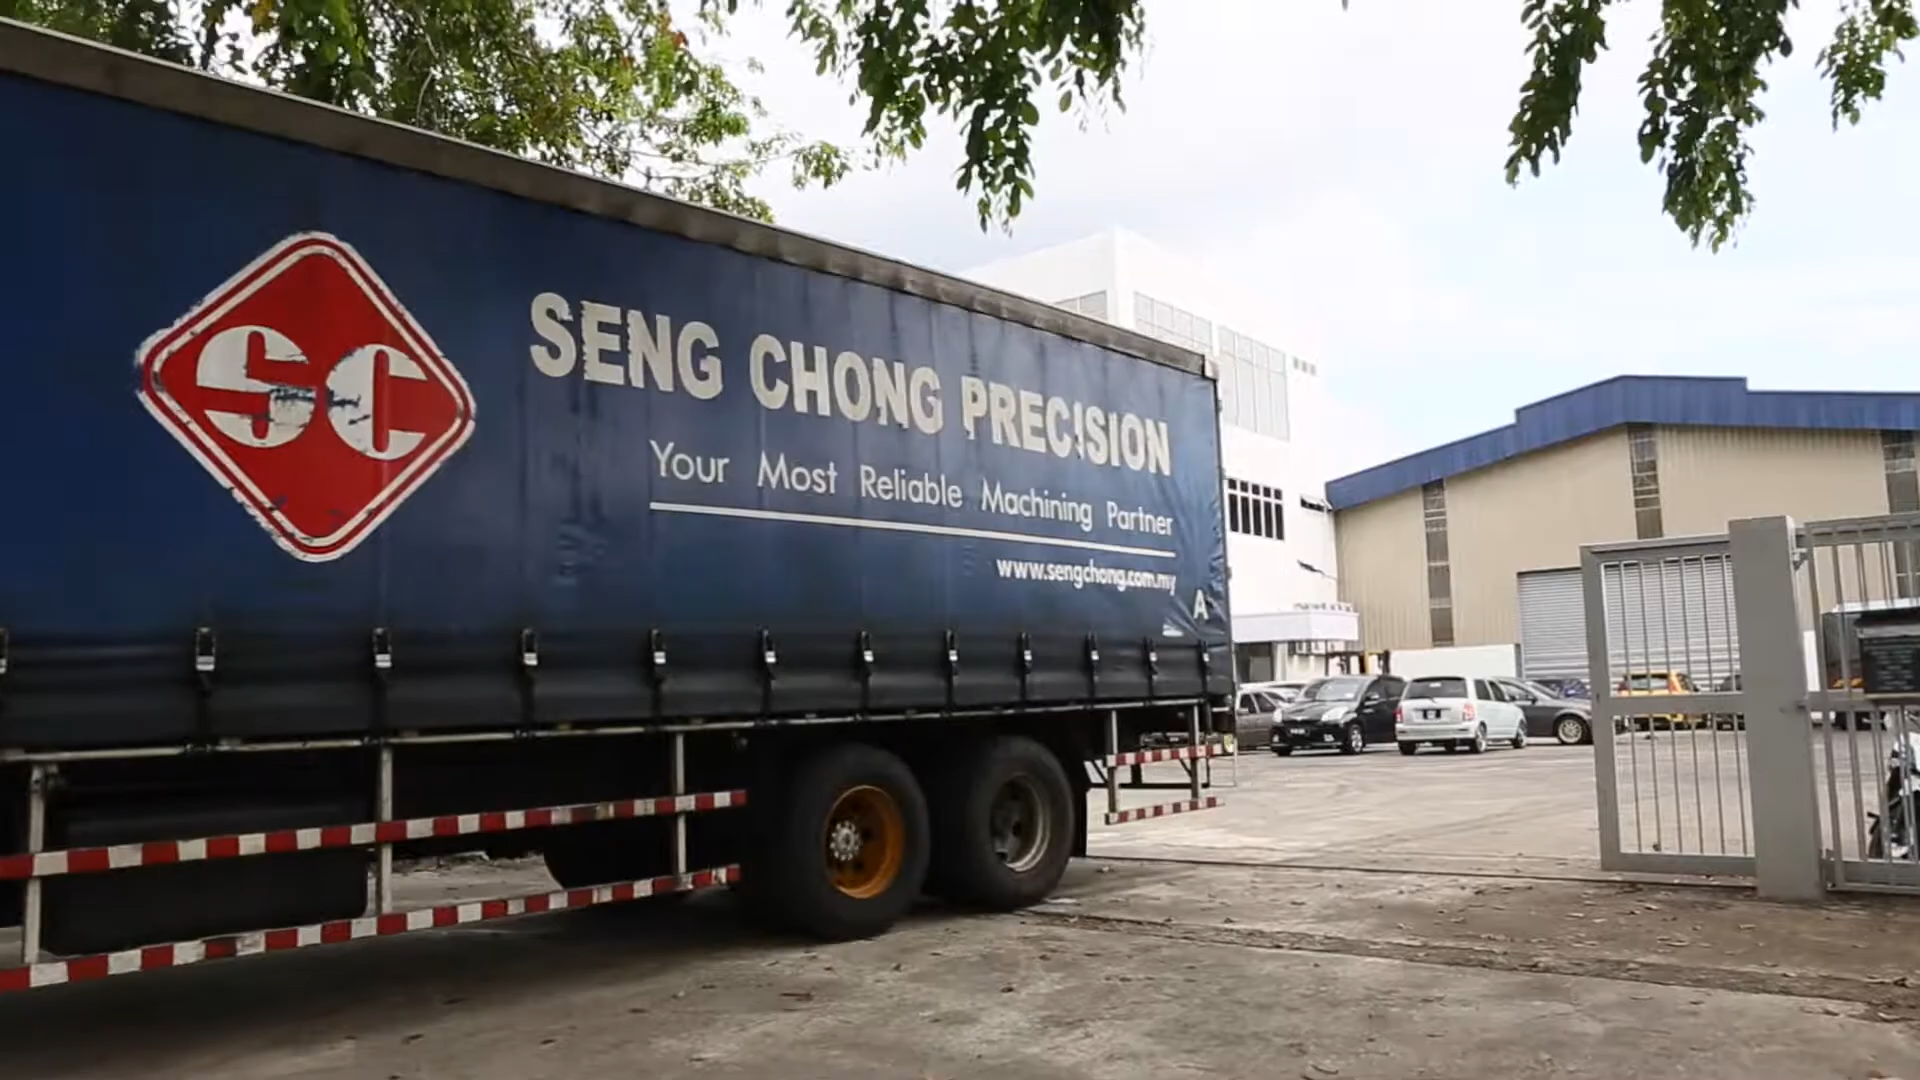 SC
SENG CHONG PRECISION
Your Most Reliable Machining Partner
www.sengchong.com.my
A